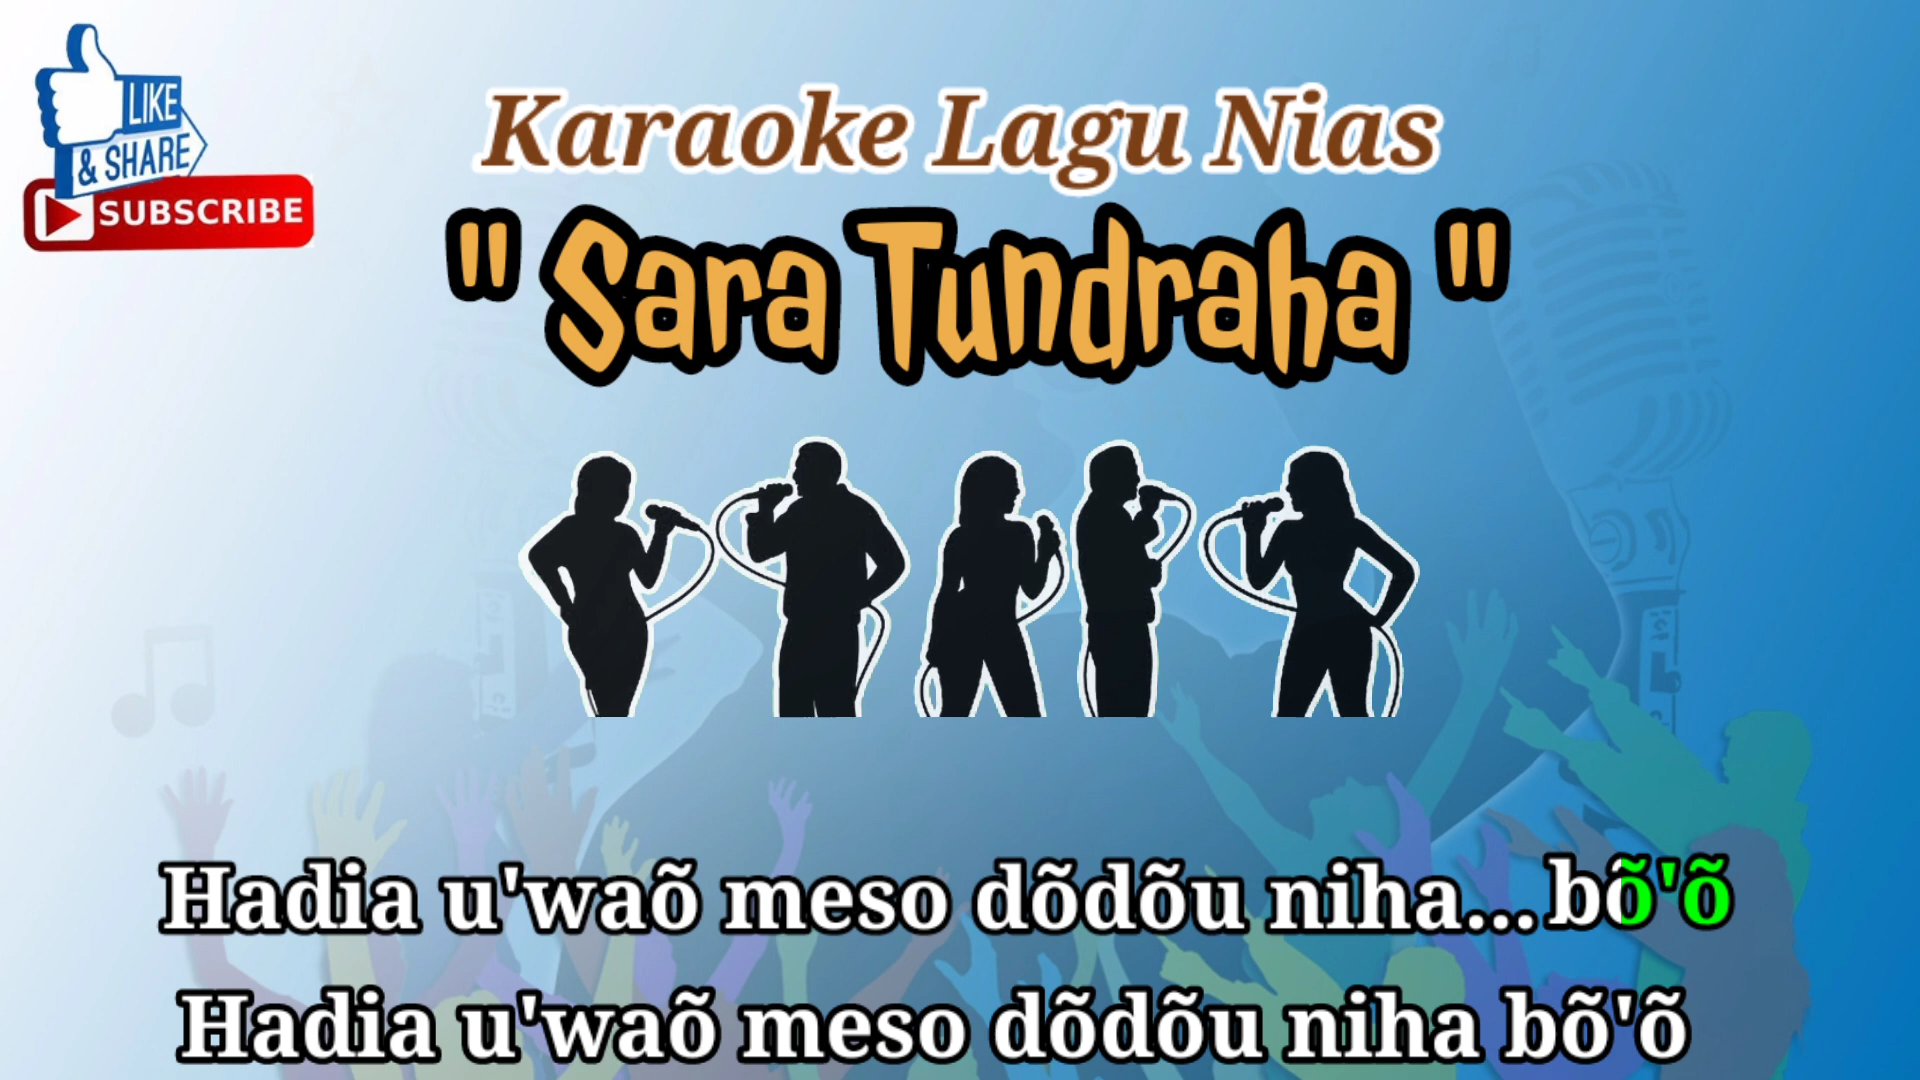 LIKE
& SHARE
SUBSCRIBE
Karaoke Lagu Nias
" Sara Tundraha "
Hadia u'waõ meso dõdõu niha... bõ'õ
Hadia u'waõ meso dõdõu niha bõ'õ